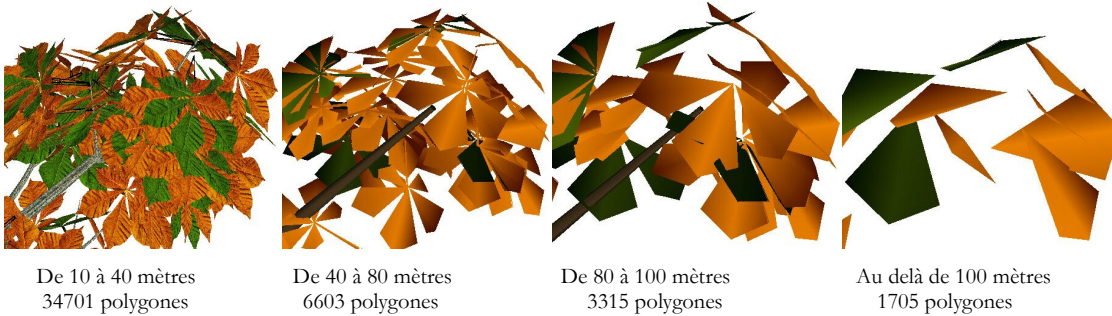 De 10 à 40 mètres
34701 polygones
De 40 à 80 mètres
6603 polygones
De 80 à 100 mètres
3315 polygones
Au delà de 100 mètres
1705 polygones